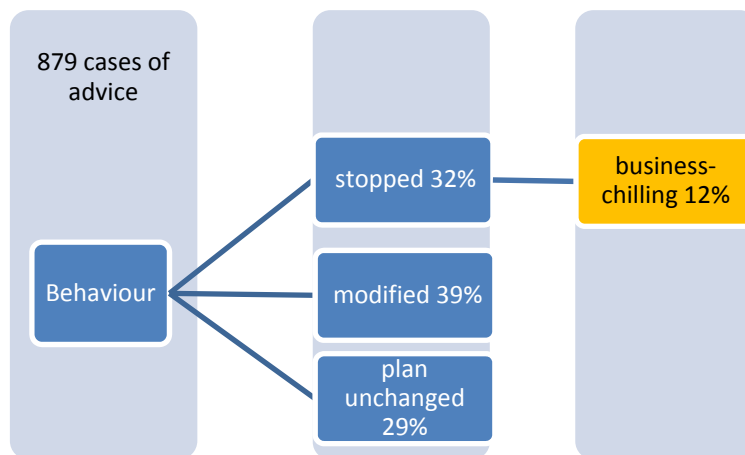 879 cases of
advice
Behaviour
stopped 32%
modified 39%
plan
unchanged
29%
business-
chilling 12%